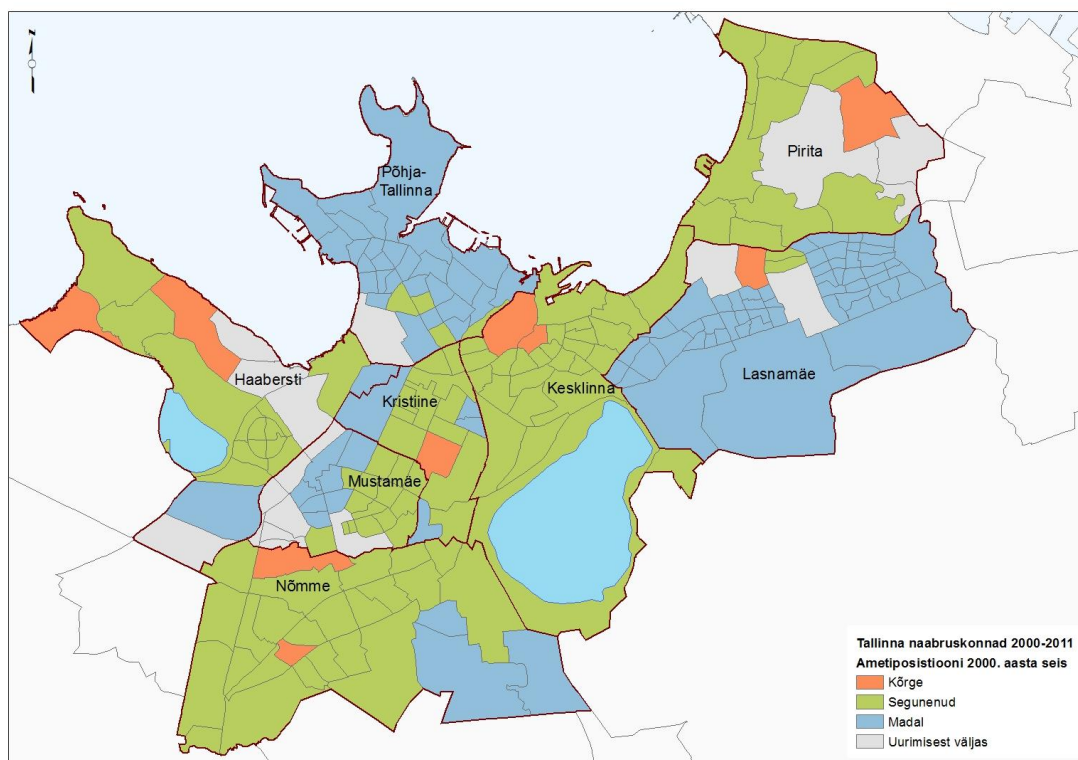 N
Põhja-
Tallinna
Pirita
Haabersti
Kristiine
Kesklinna
Lasnamäe
Mustamäe
Nõmme
Tallinna naabruskonnad 2000-2011
Ametiposistiooni 2000. aasta seis
Kõrge
Segunenud
Madal
Uurimisest väljas